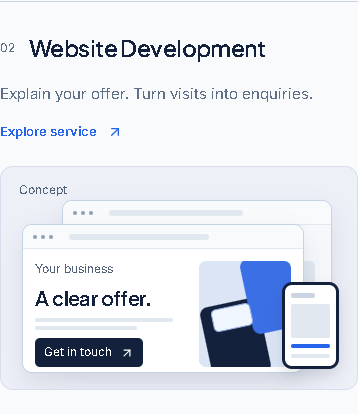 02 Website Development
Explain your offer. Turn visits into enquiries.
Explore service
Concept
Your business
A clear offer.
Get in touch